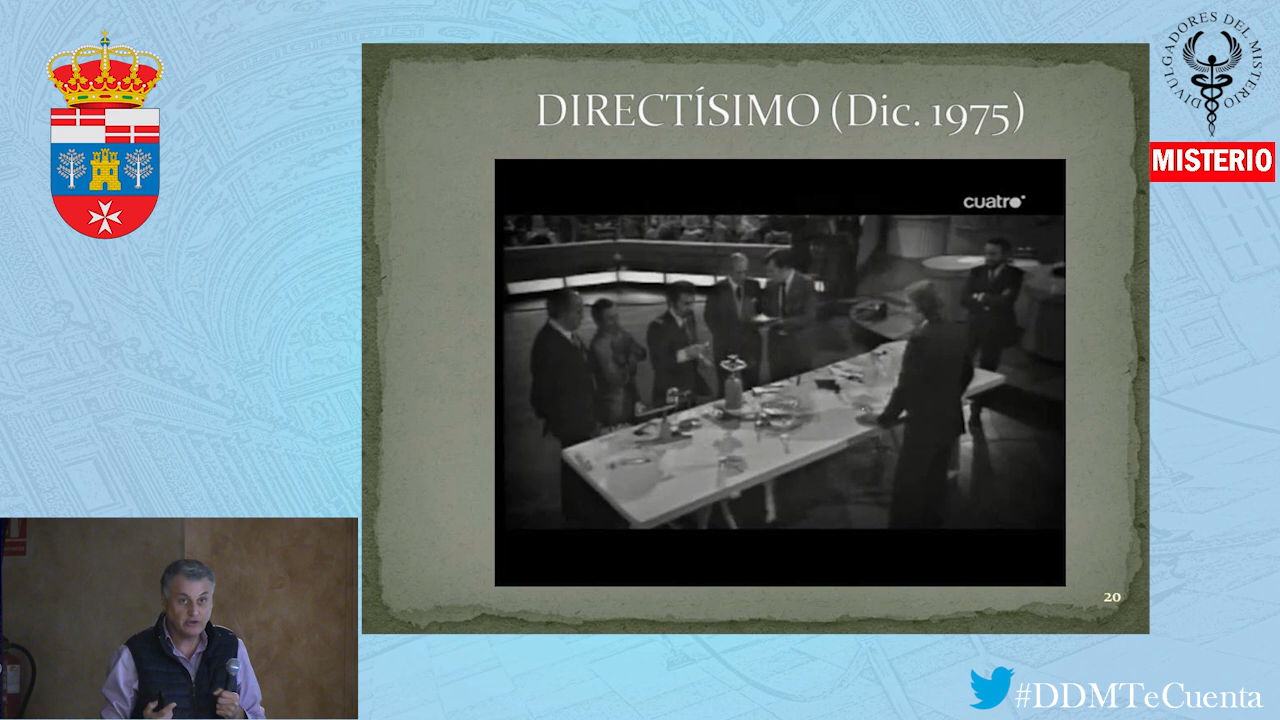 DIVULGADORES DEL MISTERIO
MISTERIO
DIRECTÍSIMO (Dic. 1975)
cuatro
20
#DDMTeCuenta